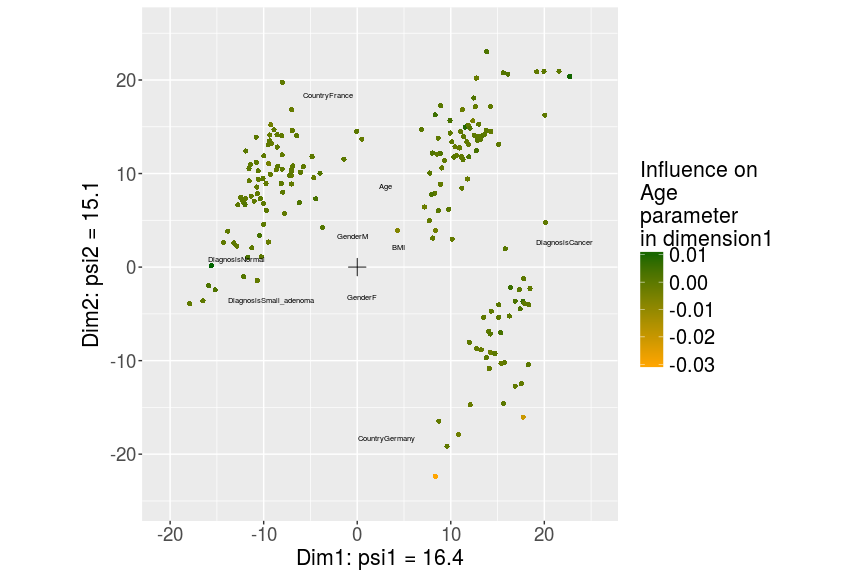 CountryFrance
Age
GenderM
BMI
DiagnosisCancer
DiagnosisNormal
DiagnosisSmall_adenoma
GenderF
CountryGermany
20
10
0
-10
-20
-20
-10
0
10
20
Dim1: psi1 = 16.4
Dim2: psi2 = 15.1
Influence on
Age
parameter
in dimension1
0.01
0.00
-0.01
-0.02
-0.03